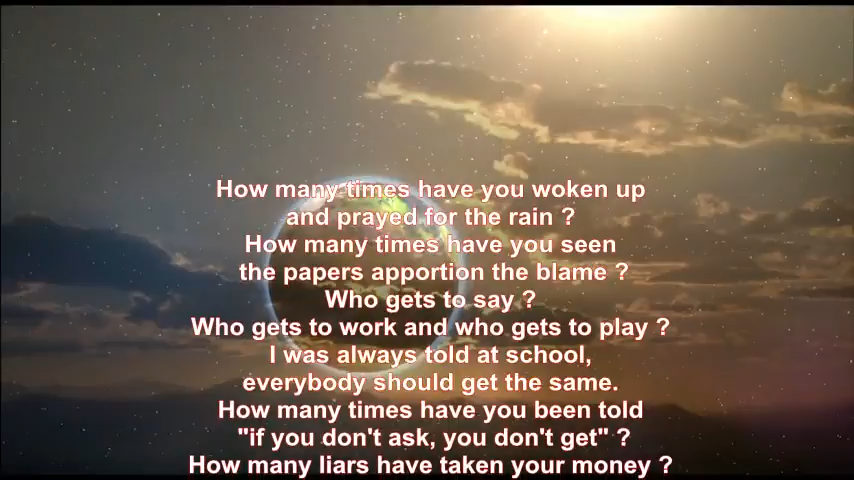 How many times have you woken up
and prayed for the rain ?
How many times have you seen
the papers apportion the blame ?
Who gets to say ?
Who gets to work and who gets to play ?
I was always told at school,
everybody should get the same.
How many times have you been told
"if you don't ask, you don't get" ?
How many liars have taken your money ?